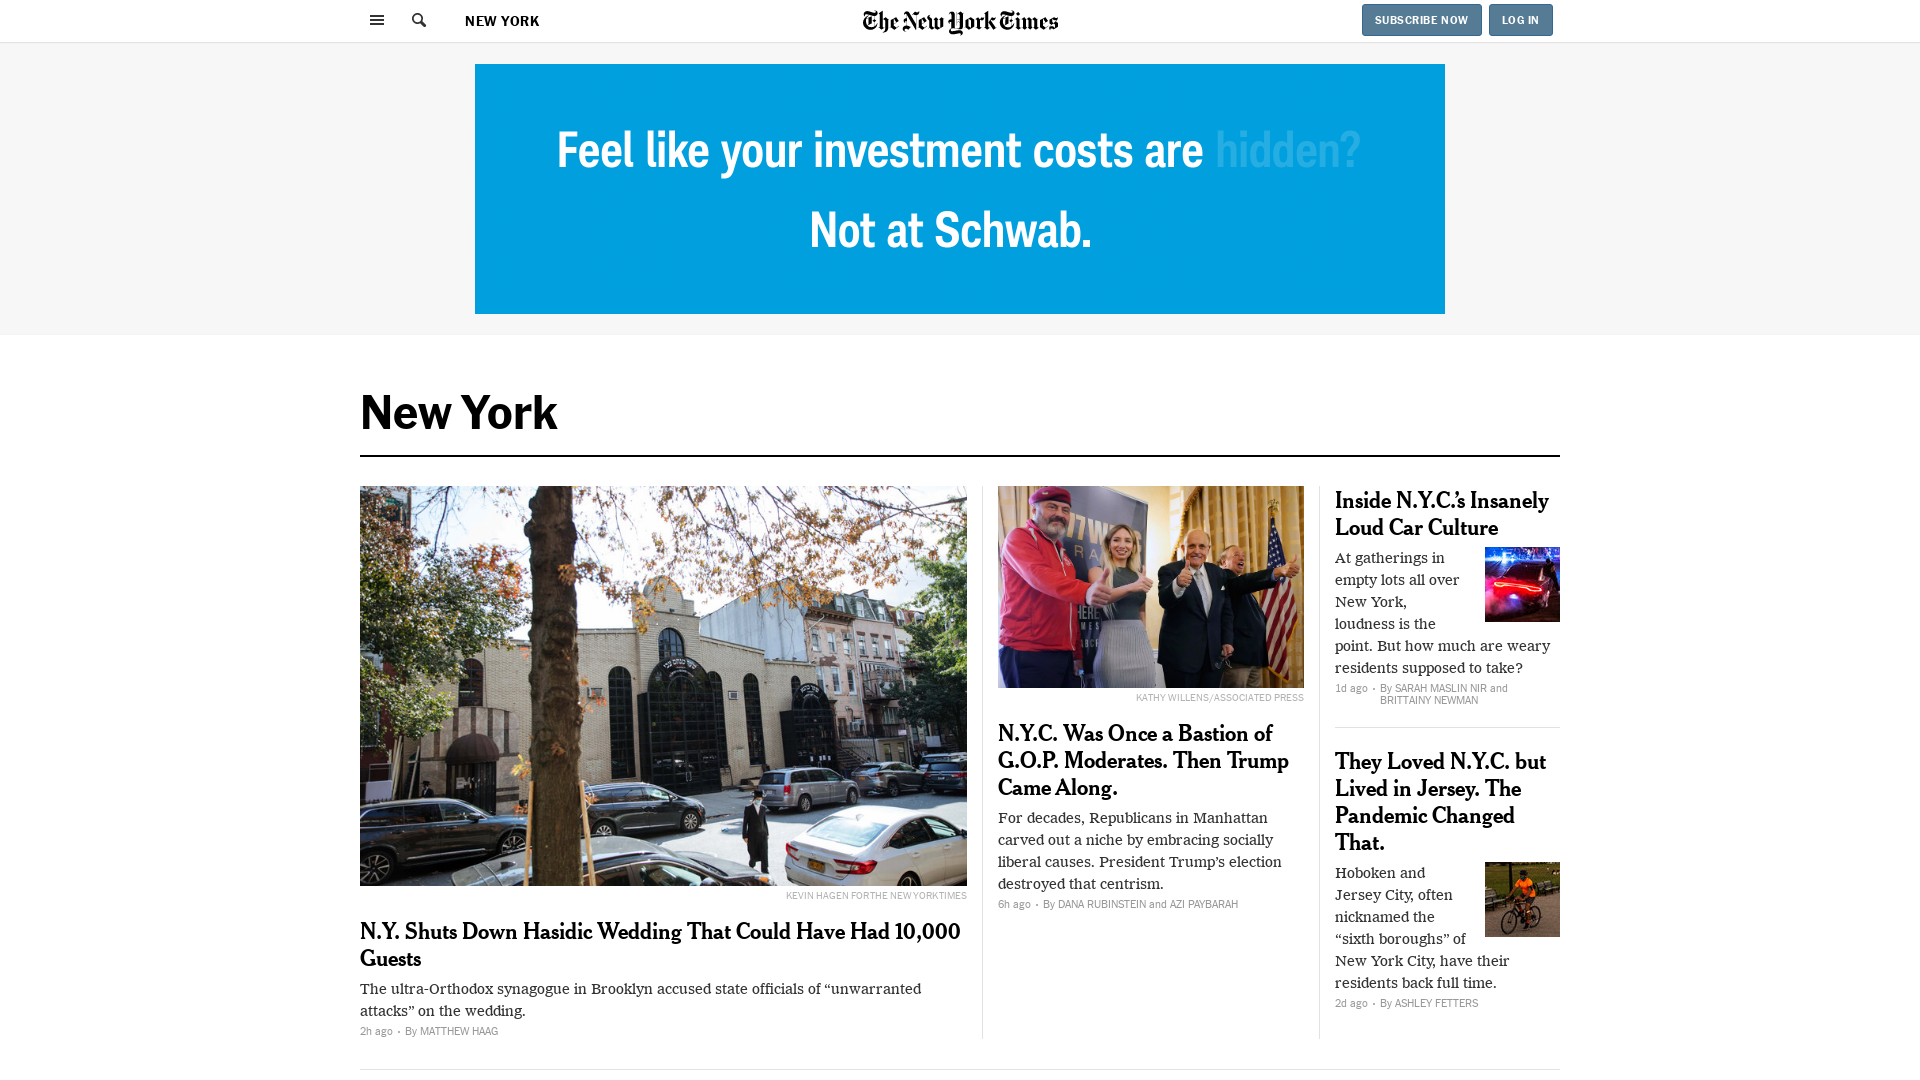 NEW YORK
The New York Times
SUBSCRIBE NOW
LOG IN
Feel like your investment costs are hidden?
Not at Schwab.
New York
KEVIN HAGEN FOR THE NEW YORK TIMES
N.Y. Shuts Down Hasidic Wedding That Could Have Had 10,000
Guests
The ultra-Orthodox synagogue in Brooklyn accused state officials of “unwarranted
attacks” on the wedding.
2h ago • By MATTHEW HAAG
KATHY WILLENS/ASSOCIATED PRESS
N.Y.C. Was Once a Bastion of
G.O.P. Moderates. Then Trump
Came Along.
For decades, Republicans in Manhattan
carved out a niche by embracing socially
liberal causes. President Trump’s election
destroyed that centrism.
6h ago • By DANA RUBINSTEIN and AZI PAYBARAH
Inside N.Y.C.’s Insanely
Loud Car Culture
At gatherings in
empty lots all over
New York,
loudness is the
point. But how much are weary
residents supposed to take?
1d ago • By SARAH MASLIN NIR and
BRITTAINY NEWMAN
They Loved N.Y.C. but
Lived in Jersey. The
Pandemic Changed
That.
Hoboken and
Jersey City, often
nicknamed the
“sixth boroughs” of
New York City, have their
residents back full time.
2d ago • By ASHLEY FETTERS